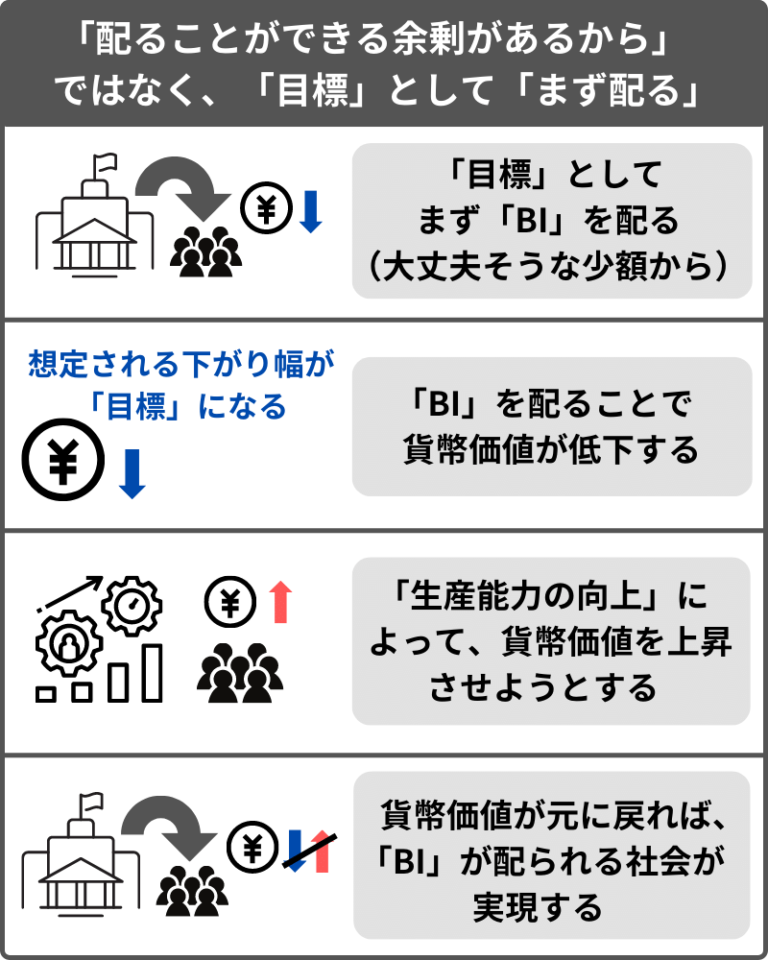 「配ることができる余剰があるから」
ではなく、「目標」として「まず配る」
「目標」として
まず「BI」を配る
（大丈夫そうな少額から）
¥
想定される下がり幅が
「目標」になる
¥
「BI」を配ることで
貨幣価値が低下する
¥
「生産能力の向上」に
よって、貨幣価値を上昇
させようとする
¥
貨幣価値が元に戻れば、
「BI」が配られる社会が
実現する